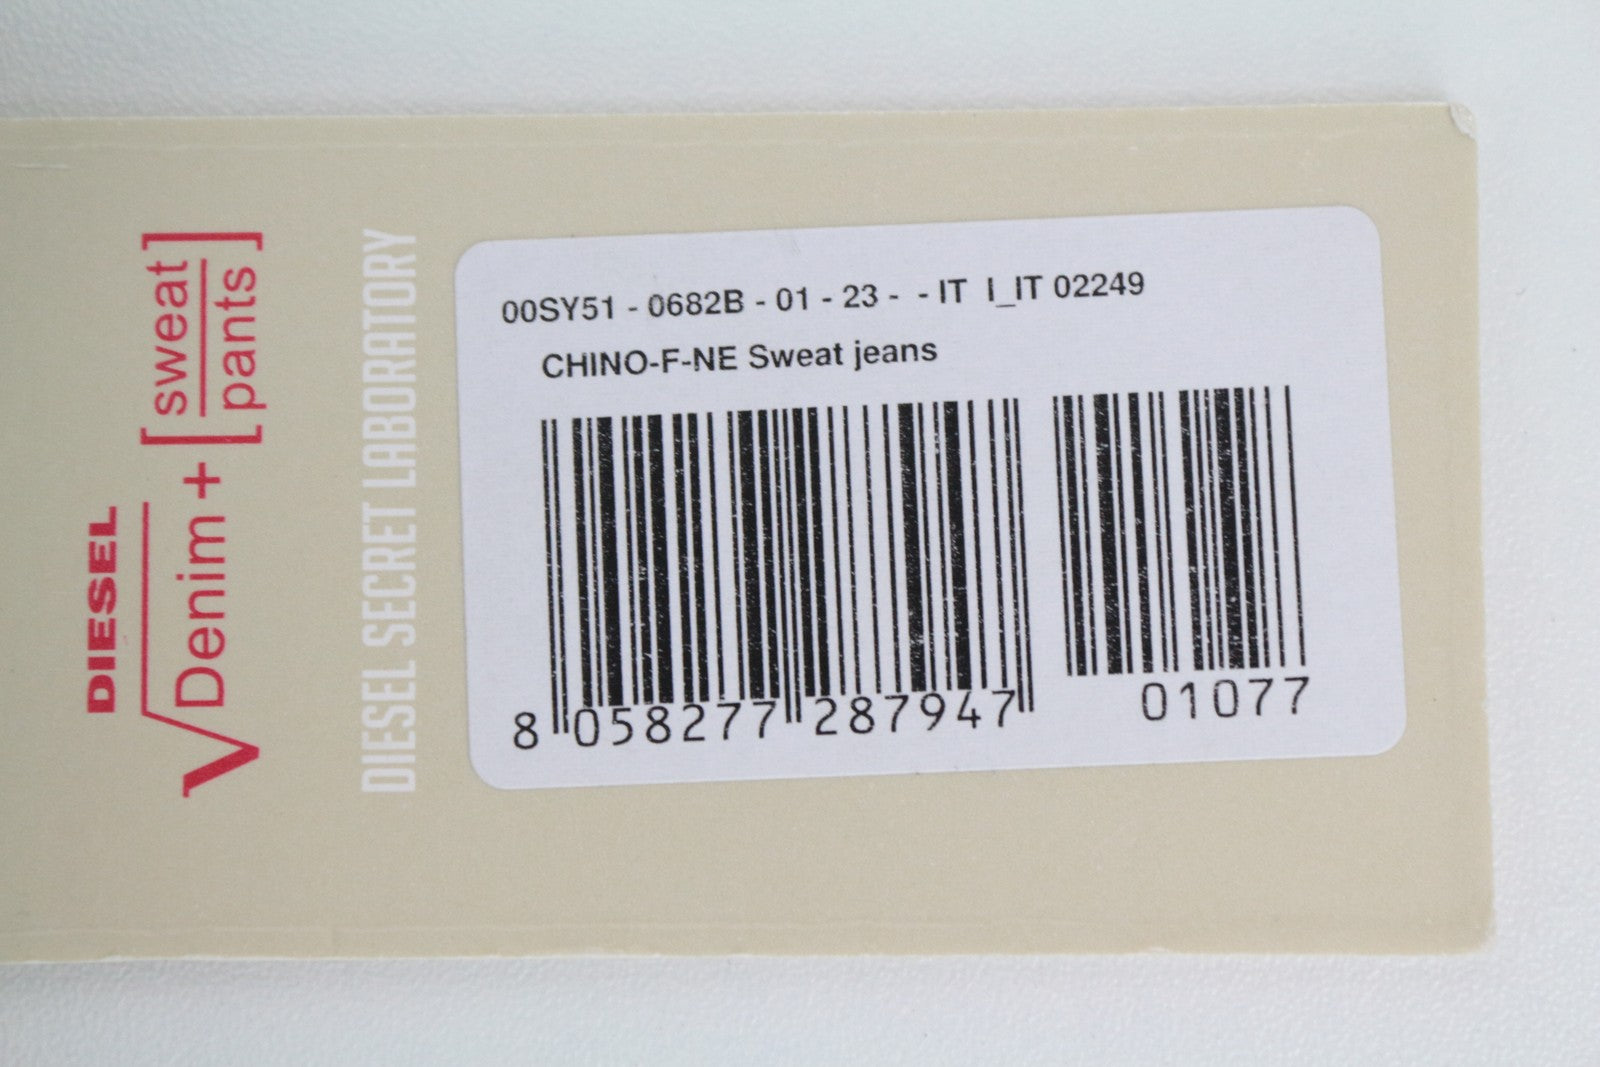 DIESEL
√Denim + [sweat
pants]
DIESEL SECRET LABORATORY
00SY51 - 0682B - 01 - 23 - - IT I_IT 02249
CHINO-F-NE Sweat jeans
8 058277 287947 01077